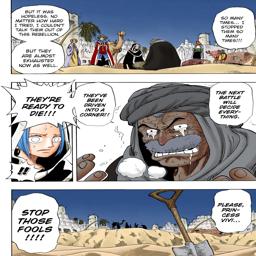 SO MANY
TIMES... I
STOPPED
THEM SO
MANY
TIMES!!!
BUT IT WAS
HOPELESS. NO
MATTER HOW HARD
I TRIED, I COULDN'T
TALK THEM OUT OF
THIS REBELLION.
BUT THEY
ARE ALMOST
EXHAUSTED
NOW AS WELL.
THE NEXT
BATTLE
WILL
DECIDE
EVERY-
THING.
THEY'VE
BEEN
DRIVEN
INTO A
CORNER!!
THEY'RE
READY TO
DIE!!!
!!
PLEASE,
PRIN-
CESS
VIVI...
STOP
THOSE
FOOLS
!!!!